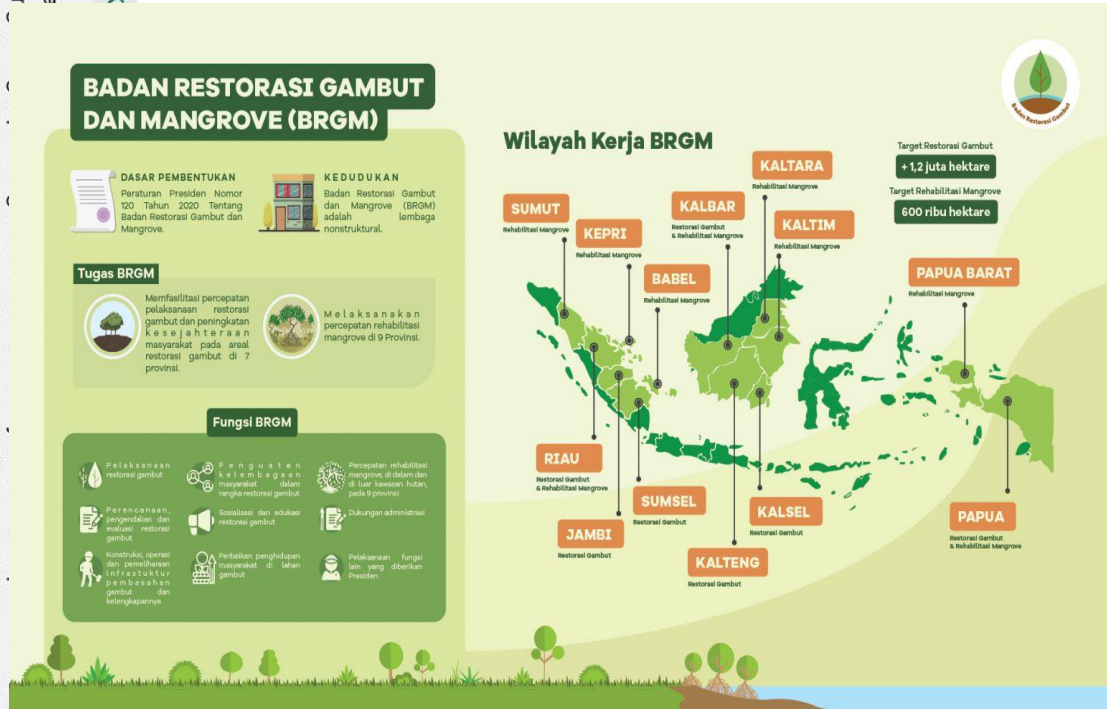 BADAN RESTORASI GAMBUT
DAN MANGROVE (BRGM)
DASAR PEMBENTUKAN
Peraturan Presiden Nomor
120 Tahun 2020 Tentang
Badan Restorasi Gambut dan
Mangrove.
KEDUDUKAN
Badan Restorasi Gambut
dan Mangrove (BRGM)
adalah lembaga
nonstruktural.
Tugas BRGM
Memfasilitasi percepatan
pelaksanaan restorasi
gambut dan peningkatan
kesejahteraan
masyarakat pada areal
restorasi gambut di 7
provinsi.
Melaksanakan
percepatan rehabilitasi
mangrove di 9 Provinsi.
Fungsi BRGM
Pelaksanaan
restorasi gambut
Penguatan
kelembagaan
masyarakat dalam
rangka restorasi gambut
Percepatan rehabilitasi
mangrove, di dalam dan
di luar kawasan hutan,
pada 9 provinsi
Perencanaan,
pengendalian dan
evaluasi restorasi
gambut
Sosialisasi dan edukasi
restorasi gambut
Dukungan administrasi
Konstruksi, operasi
dan pemeliharaan
infrastuktur
pembasahan
gambut dan
kelengkapannya
Perbaikan penghidupan
masyarakat di lahan
gambut
Pelaksanaan fungsi
lain yang diberikan
Presiden.
Wilayah Kerja BRGM
Badan Restorasi Gambut
Target Restorasi Gambut
+ 1,2 juta hektare
Target Rehabilitasi Mangrove
600 ribu hektare
SUMUT
Rehabilitasi Mangrove
KEPRI
Rehabilitasi Mangrove
BABEL
Rehabilitasi Mangrove
KALBAR
Restorasi Gambut
& Rehabilitasi Mangrove
KALTARA
Rehabilitasi Mangrove
KALTIM
Rehabilitasi Mangrove
PAPUA BARAT
Rehabilitasi Mangrove
RIAU
Restorasi Gambut
& Rehabilitasi Mangrove
JAMBI
Restorasi Gambut
SUMSEL
Restorasi Gambut
KALTENG
Restorasi Gambut
KALSEL
Restorasi Gambut
PAPUA
Restorasi Gambut
& Rehabilitasi Mangrove